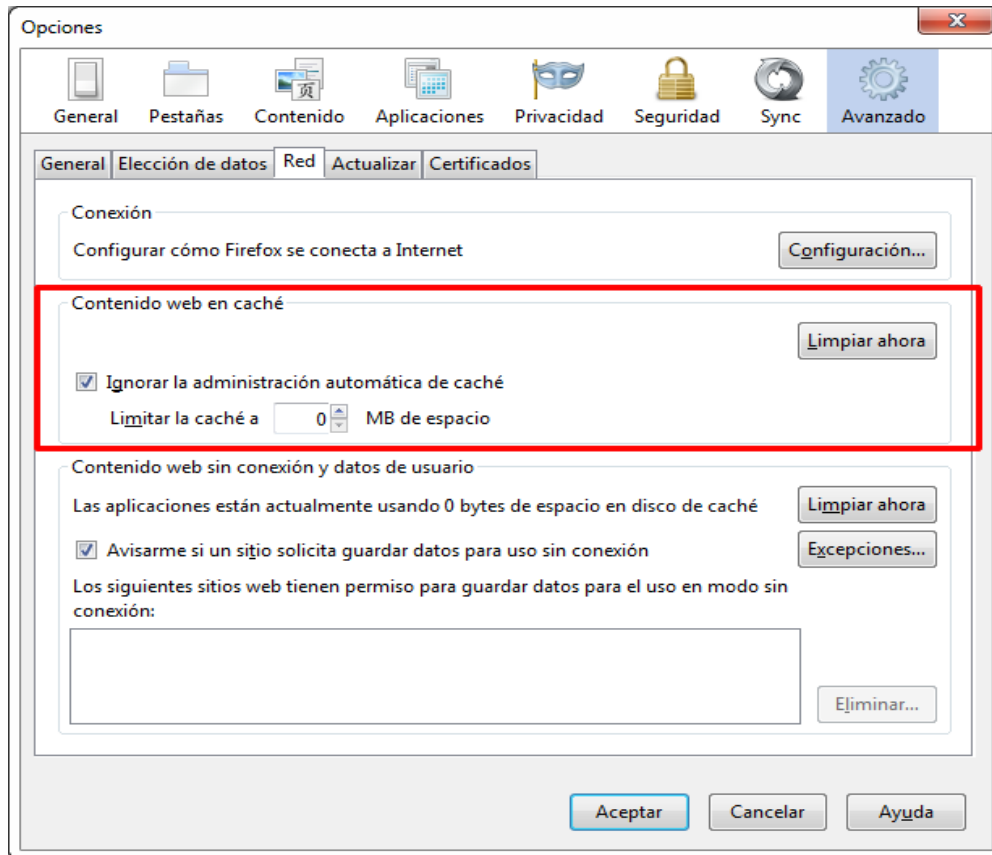 Opciones
General Pestañas Contenido Aplicaciones Privacidad Seguridad Sync Avanzado
General Elección de datos Red Actualizar Certificados
Conexión
Configurar cómo Firefox se conecta a Internet Configuración...
Contenido web en caché
Limpiar ahora
Ignorar la administración automática de caché
Limitar la caché a 0 MB de espacio
Contenido web sin conexión y datos de usuario
Las aplicaciones están actualmente usando 0 bytes de espacio en disco de caché Limpiar ahora
Avisarme si un sitio solicita guardar datos para uso sin conexión Excepciones...
Los siguientes sitios web tienen permiso para guardar datos para el uso en modo sin
conexión:
Eliminar...
Aceptar Cancelar Ayuda